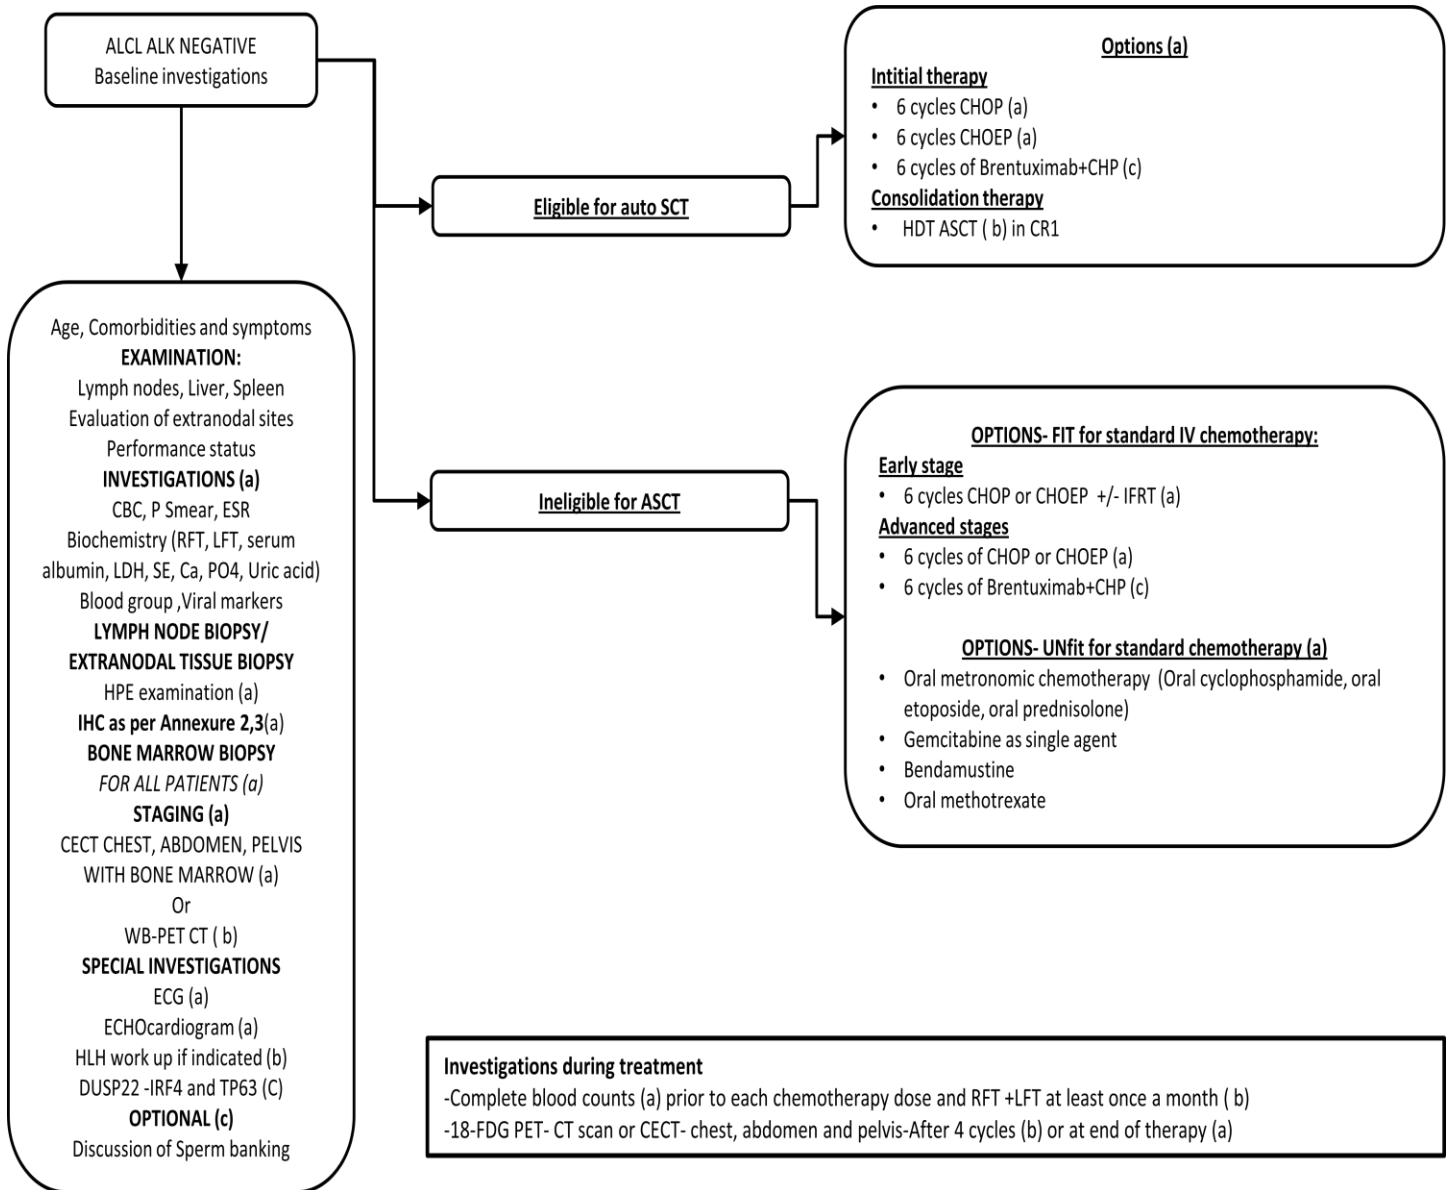 ALCL ALK NEGATIVE
Baseline investigations
Age, Comorbidities and symptoms
EXAMINATION:
Lymph nodes, Liver, Spleen
Evaluation of extranodal sites
Performance status
INVESTIGATIONS (a)
CBC, P Smear, ESR
Biochemistry (RFT, LFT, serum
albumin, LDH, SE, Ca, PO4, Uric acid)
Blood group ,Viral markers
LYMPH NODE BIOPSY/
EXTRANODAL TISSUE BIOPSY
HPE examination (a)
IHC as per Annexure 2,3(a)
BONE MARROW BIOPSY
FOR ALL PATIENTS (a)
STAGING (a)
CECT CHEST, ABDOMEN, PELVIS
WITH BONE MARROW (a)
Or
WB-PET CT ( b)
SPECIAL INVESTIGATIONS
ECG (a)
ECHOcardiogram (a)
HLH work up if indicated (b)
DUSP22 -IRF4 and TP63 (C)
OPTIONAL (c)
Discussion of Sperm banking
Eligible for auto SCT
Options (a)
Intitial therapy
• 6 cycles CHOP (a)
• 6 cycles CHOEP (a)
• 6 cycles of Brentuximab+CHP (c)
Consolidation therapy
• HDT ASCT ( b) in CR1
Ineligible for ASCT
OPTIONS- FIT for standard IV chemotherapy:
Early stage
• 6 cycles CHOP or CHOEP +/- IFRT (a)
Advanced stages
• 6 cycles of CHOP or CHOEP (a)
• 6 cycles of Brentuximab+CHP (c)
OPTIONS- UNfit for standard chemotherapy (a)
• Oral metronomic chemotherapy (Oral cyclophosphamide, oral
etoposide, oral prednisolone)
• Gemcitabine as single agent
• Bendamustine
• Oral methotrexate
Investigations during treatment
-Complete blood counts (a) prior to each chemotherapy dose and RFT +LFT at least once a month ( b)
-18-FDG PET- CT scan or CECT- chest, abdomen and pelvis-After 4 cycles (b) or at end of therapy (a)